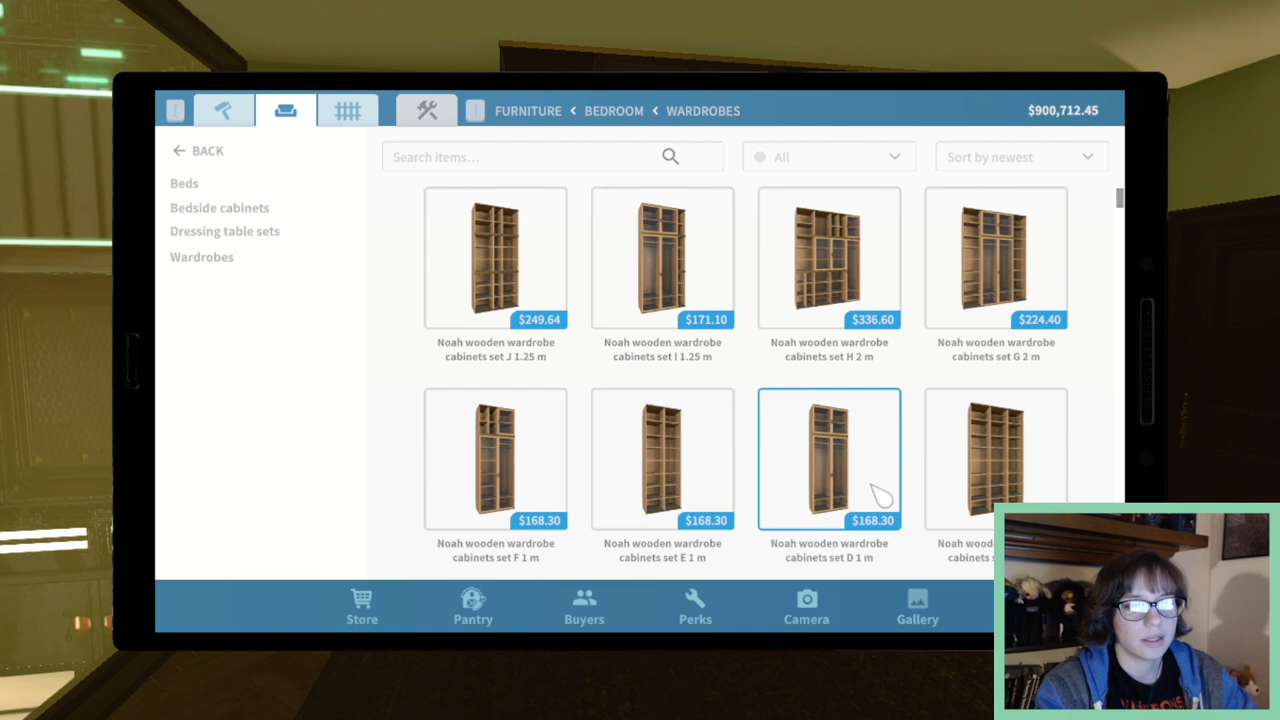 FURNITURE < BEDROOM < WARDROBES
$900,712.45
BACK
Search items...
All
Sort by newest
Beds
Bedside cabinets
Dressing table sets
Wardrobes
$249.64
$171.10
$336.60
$224.40
Noah wooden wardrobe
cabinets set J 1.25 m
Noah wooden wardrobe
cabinets set I 1.25 m
Noah wooden wardrobe
cabinets set H 2 m
Noah wooden wardrobe
cabinets set G 2 m
$168.30
$168.30
$168.30
Noah wooden wardrobe
cabinets set F 1 m
Noah wooden wardrobe
cabinets set E 1 m
Noah wooden wardrobe
cabinets set D 1 m
Noah
cabinets
Store
Pantry
Buyers
Perks
Camera
Gallery